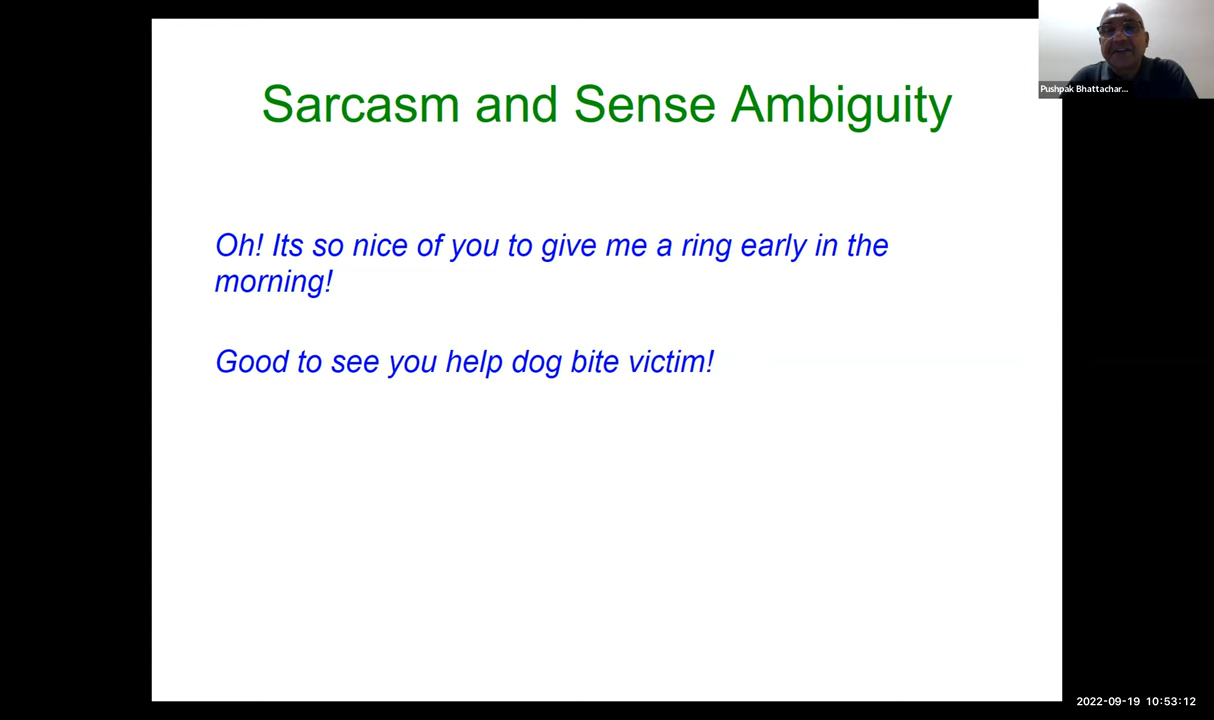 Sarcasm and Sense Ambiguity
Pushpak Bhattachar...
Oh! Its so nice of you to give me a ring early in the
morning!
Good to see you help dog bite victim!
2022-09-19 10:53:12